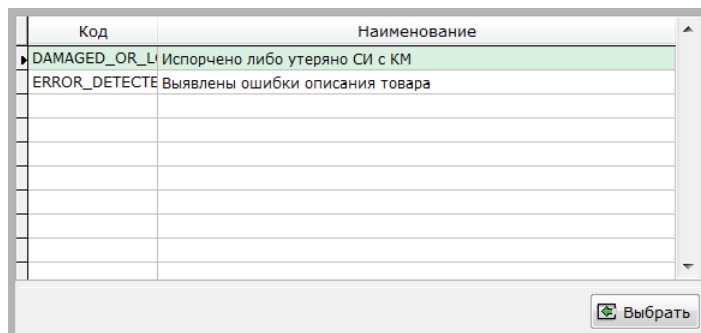 Код Наименование
DAMAGED_OR_L Испорчено либо утеряно СИ с КМ
ERROR_DETECTE Выявлены ошибки описания товара
Выбрать